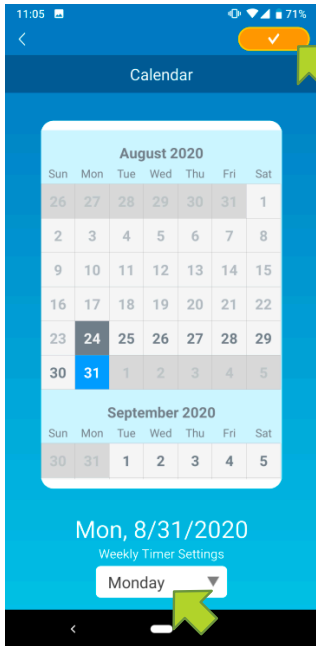 11:05 71%
Calendar
August 2020
Sun Mon Tue Wed Thu Fri Sat
26 27 28 29 30 31 1
2 3 4 5 6 7 8
9 10 11 12 13 14 15
16 17 18 19 20 21 22
23 24 25 26 27 28 29
30 31 1 2 3 4 5
September 2020
Sun Mon Tue Wed Thu Fri Sat
30 31 1 2 3 4 5
Mon, 8/31/2020
Weekly Timer Settings
Monday